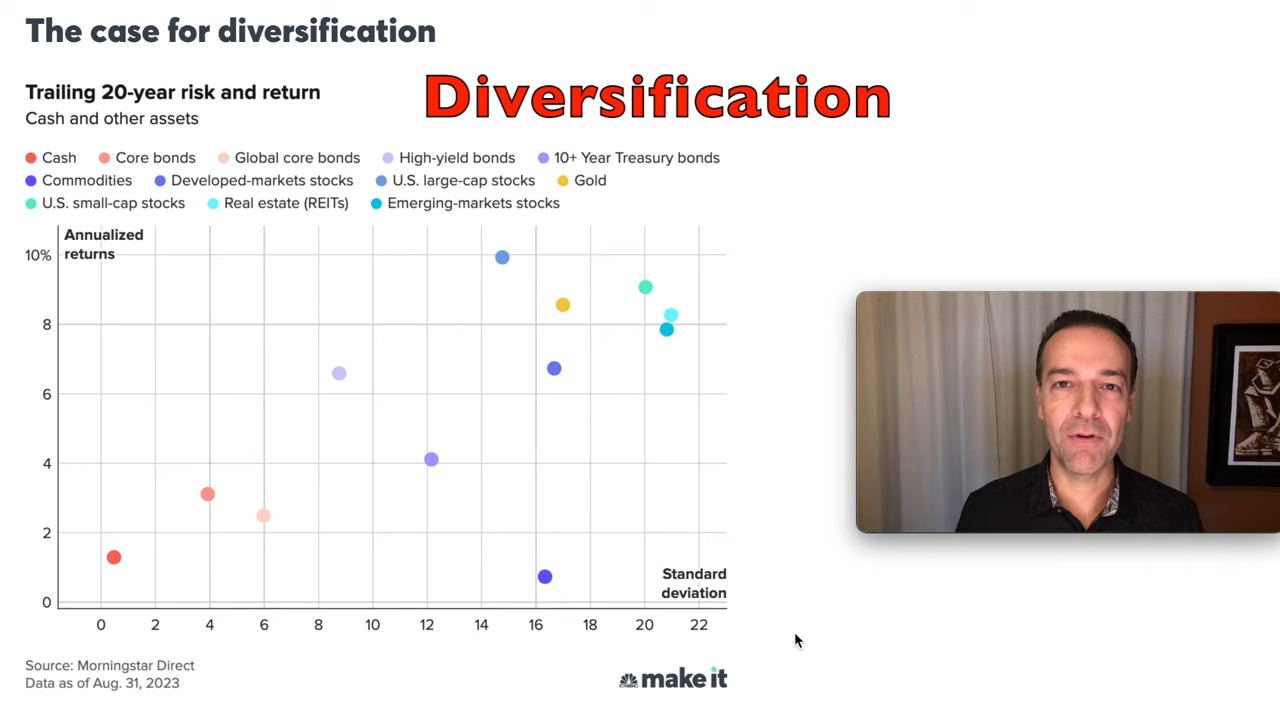 The case for diversification
Diversification
Trailing 20-year risk and return
Cash and other assets
Cash Core bonds Global core bonds High-yield bonds 10+ Year Treasury bonds
Commodities Developed-markets stocks U.S. large-cap stocks Gold
U.S. small-cap stocks Real estate (REITs) Emerging-markets stocks
Annualized
returns
10%
8
6
4
2
0
Standard
deviation
0 2 4 6 8 10 12 14 16 18 20 22
Source: Morningstar Direct
Data as of Aug. 31, 2023
CNBC make it